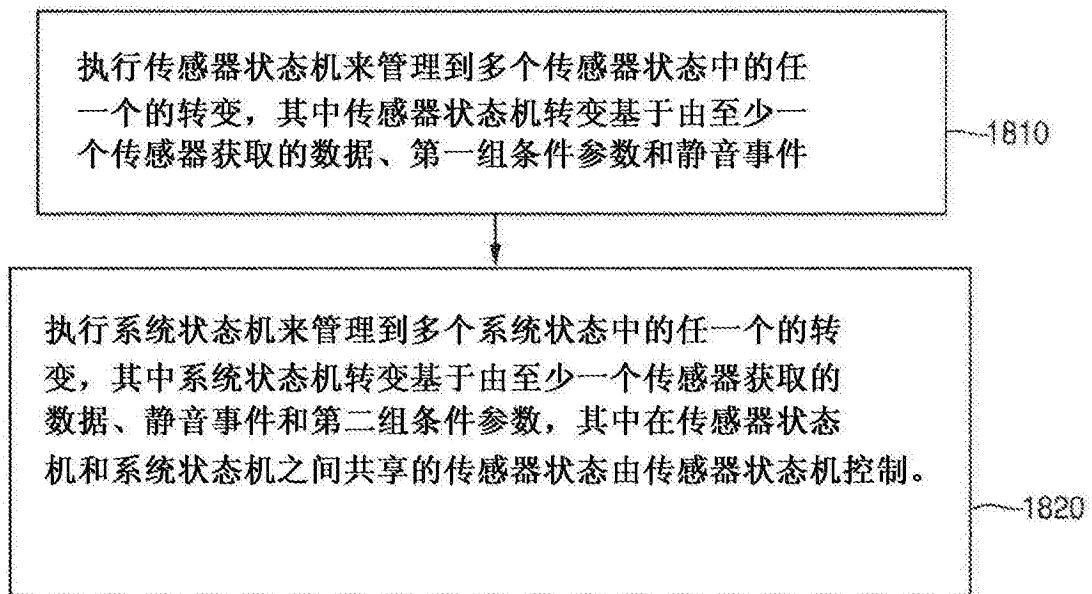 执行传感器状态机来管理到多个传感器状态中的任
一个的转变，其中传感器状态机转变基于由至少一
个传感器获取的数据、第一组条件参数和静音事件
1810
执行系统状态机来管理到多个系统状态中的任一个的转
变，其中系统状态机转变基于由至少一个传感器获取的
数据、静音事件和第二组条件参数，其中在传感器状态
机和系统状态机之间共享的传感器状态由传感器状态机控制。
1820